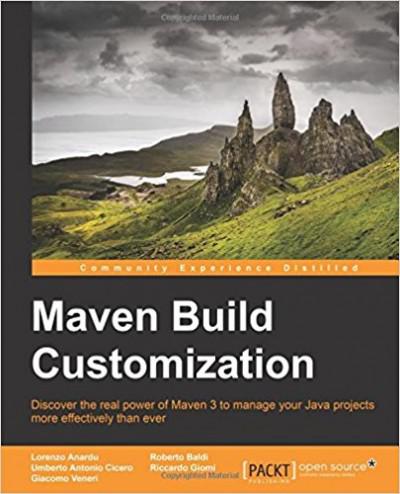 Community Experience Distilled
Maven Build
Customization
Discover the real power of Maven 3 to manage your Java projects
more effectively than ever
Lorenzo Anardu Roberto Baldi
Umberto Antonio Cicero Riccardo Giomi
Giacomo Veneri
[PACKT] open source*
PUBLISHING